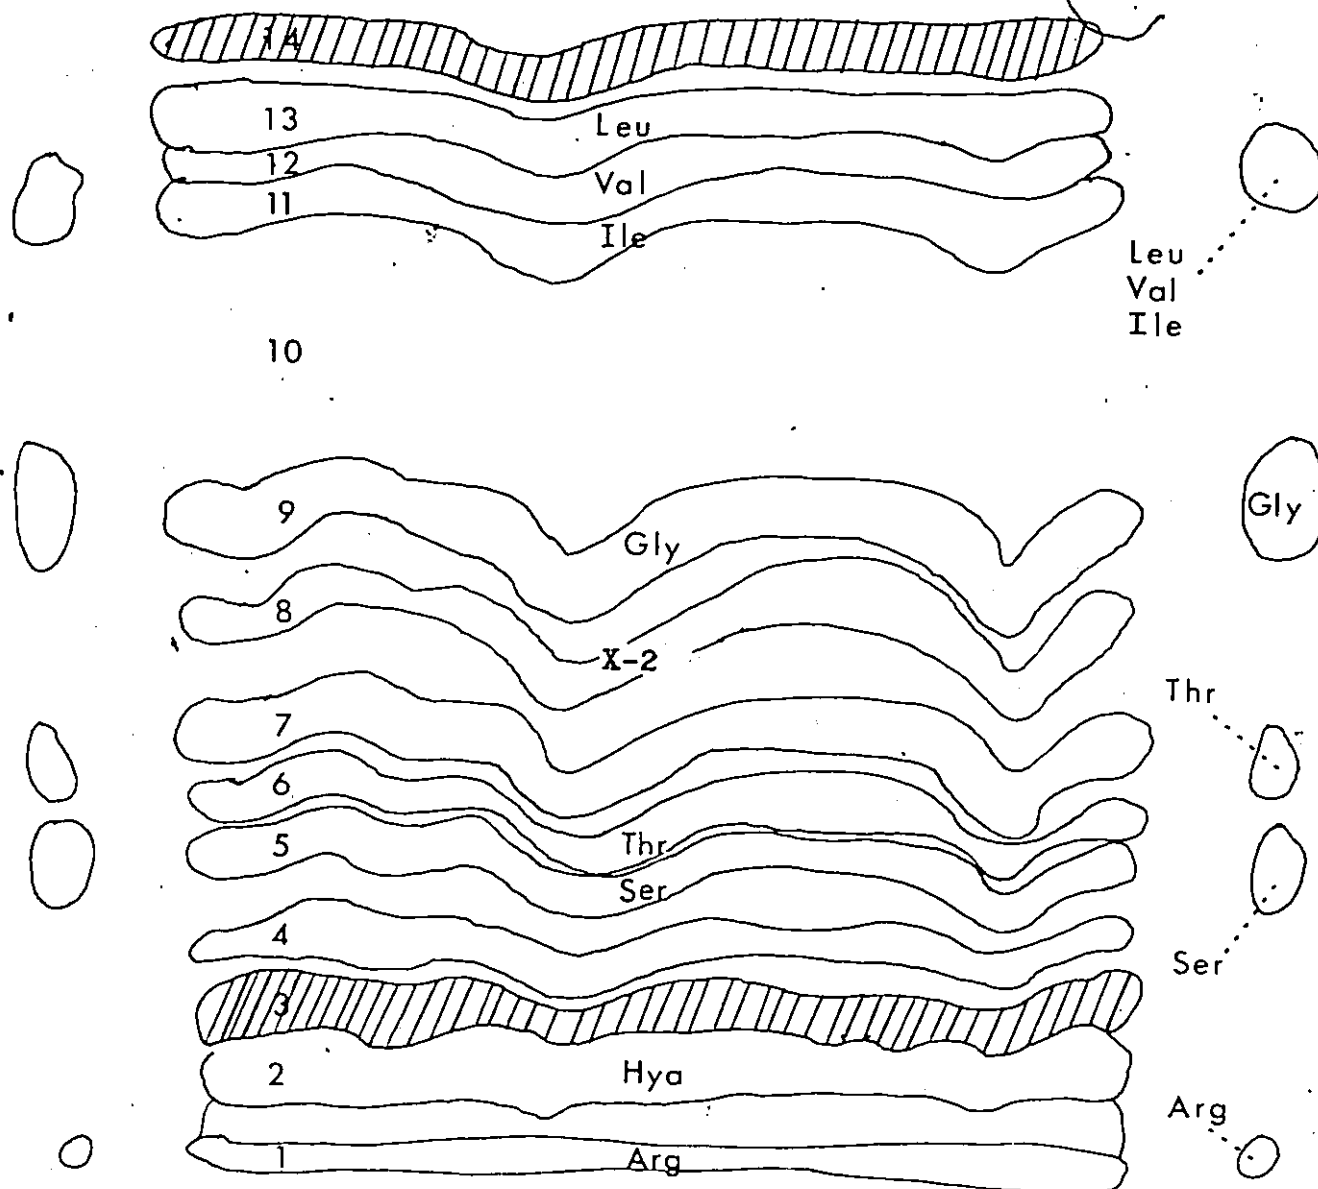 14
13 Leu
12 Val
11 Ile
Leu
Val
Ile
10
9 Gly Gly
8 X-2
Thr
7
6 Thr
5 Ser
4
Ser
3
2 Hya
Arg
1 Arg